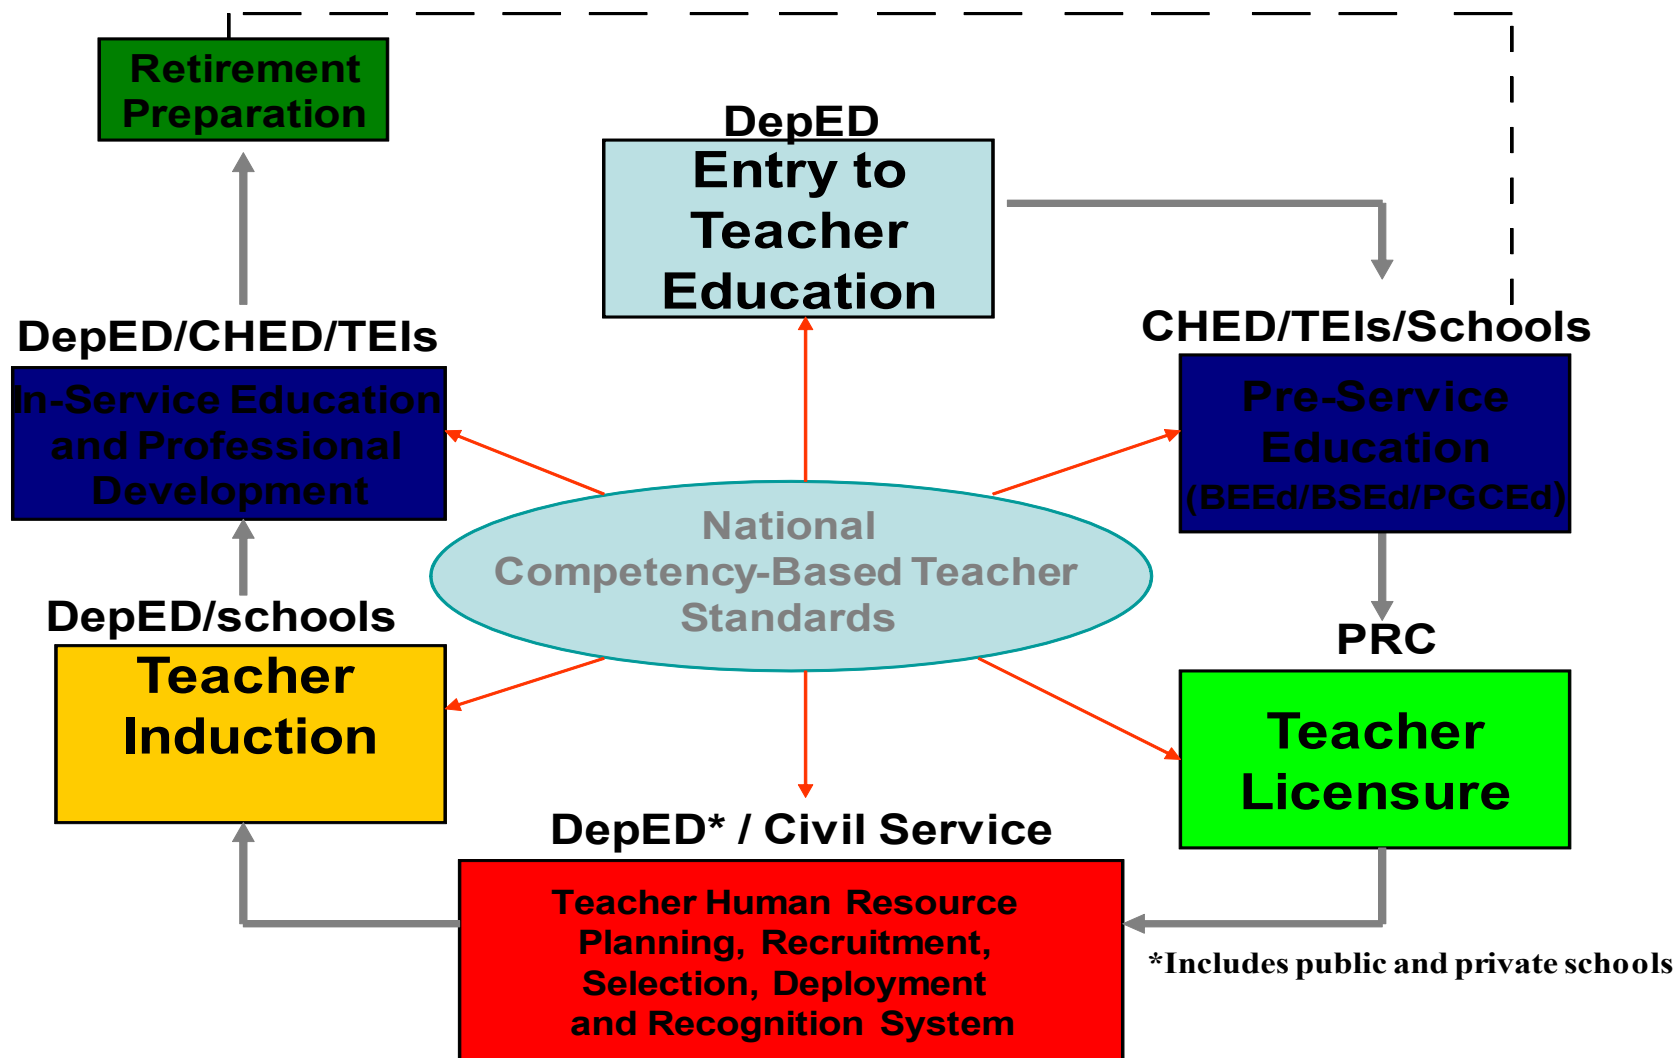 Retirement
Preparation
DepED
Entry to
Teacher
Education
DepED/CHED/TEIs
In-Service Education
and Professional
Development
CHED/TEIs/Schools
Pre-Service
Education
(BEEd/BSEd/PGCEd)
National
Competency-Based Teacher
Standards
DepED/schools
Teacher
Induction
PRC
Teacher
Licensure
DepED* / Civil Service
Teacher Human Resource
Planning, Recruitment,
Selection, Deployment
and Recognition System
*Includes public and private schools